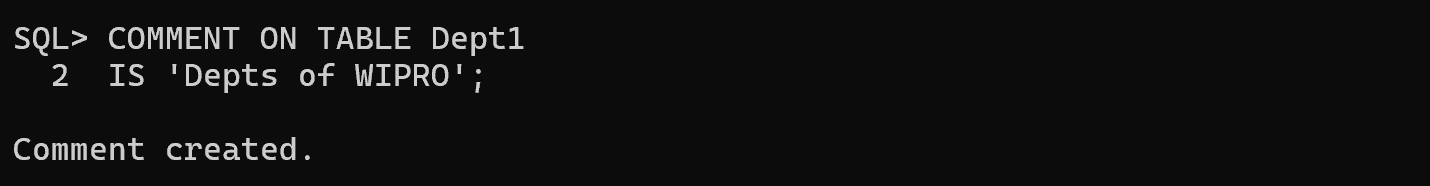 SQL> COMMENT ON TABLE Dept1
  2  IS 'Depts of WIPRO';
Comment created.